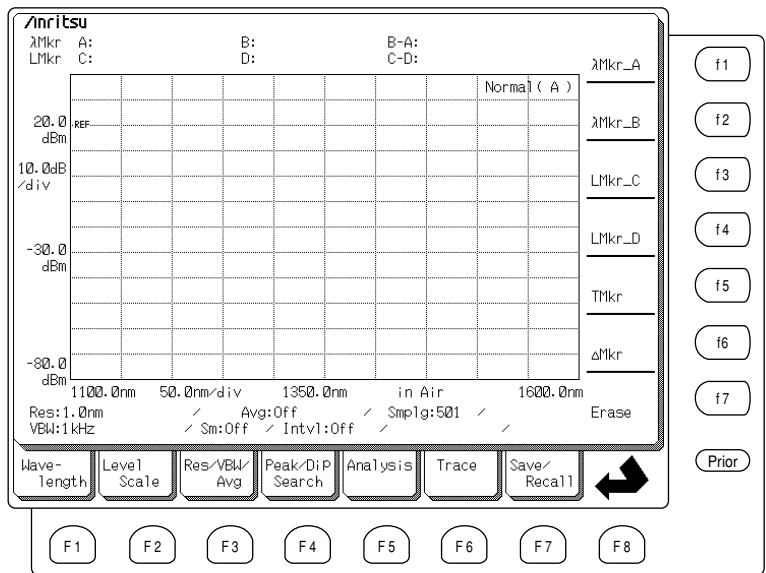 Anritsu
λMkr A: B: B-A:
LMkr C: D: C-D:
Normal( A )
20.0
dBm
REF
10.0dB
/div
-30.0
dBm
-80.0
dBm
1100.0nm 50.0nm/div 1350.0nm in Air 1600.0nm
Res:1.0nm / Avg:Off / Smplg:501 /
VBW:1kHz / Sm:Off / Intvl:Off / /
λMkr_A
λMkr_B
LMkr_C
LMkr_D
TMkr
△Mkr
Erase
f1
f2
f3
f4
f5
f6
f7
Prior
Wave-
length
Level
Scale
Res/VBW/
Avg
Peak/Dip
Search
Analysis
Trace
Save/
Recall
F1 F2 F3 F4 F5 F6 F7 F8